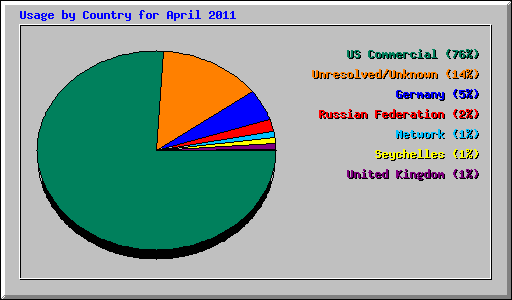 Usage by Country for April 2011
US Commercial (76%)
Unresolved/Unknown (14%)
Germany (5%)
Russian Federation (2%)
Network (1%)
Seychelles (1%)
United Kingdom (1%)